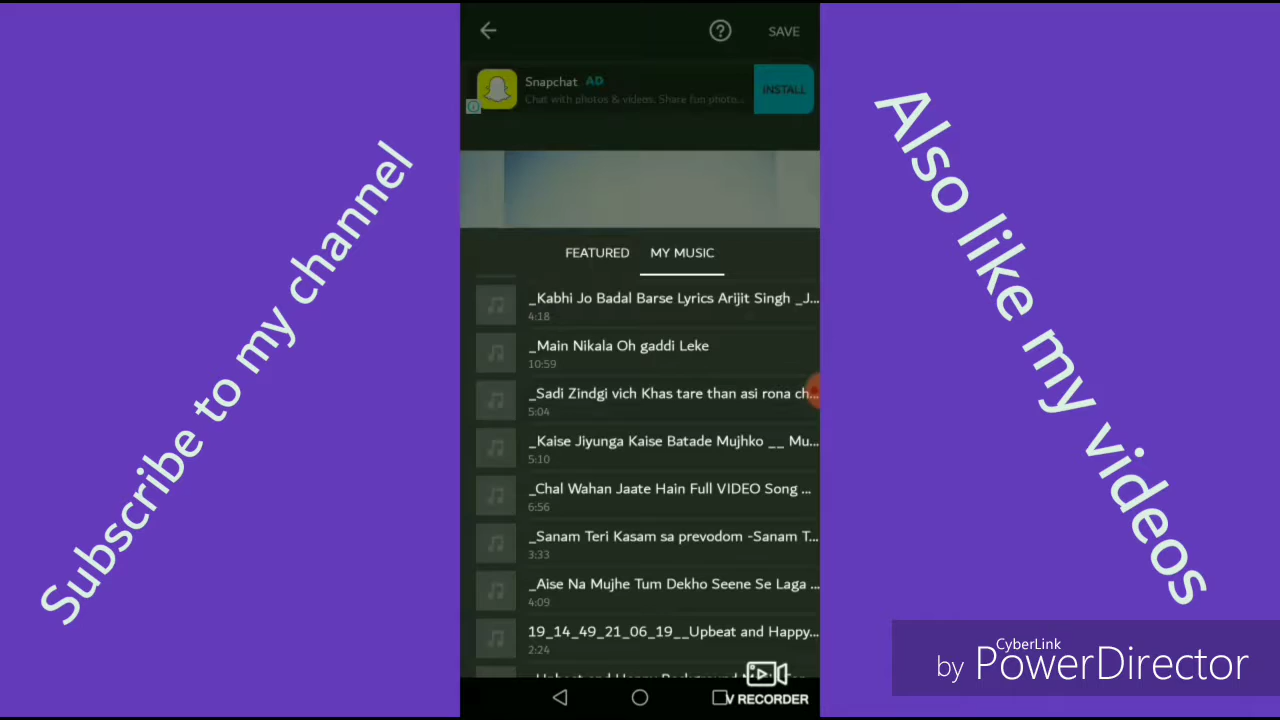 Subscribe to my channel
SAVE
Snapchat AD
Chat with photos & videos. Share fun photo...
INSTALL
FEATURED MY MUSIC
_Kabhi Jo Badal Barse Lyrics Arijit Singh _J...
4:18
_Main Nikala Oh gaddi Leke
10:59
_Sadi Zindgi vich Khas tare than asi rona ch...
5:04
_Kaise Jiyunga Kaise Batade Mujhko __ Mu...
5:10
_Chal Wahan Jaate Hain Full VIDEO Song ...
6:56
_Sanam Teri Kasam sa prevodom -Sanam T...
3:33
_Aise Na Mujhe Tum Dekho Seene Se Laga ...
4:09
19_14_49_21_06_19__Upbeat and Happy...
2:24
V RECORDER
Also like my videos
CyberLink
by PowerDirector